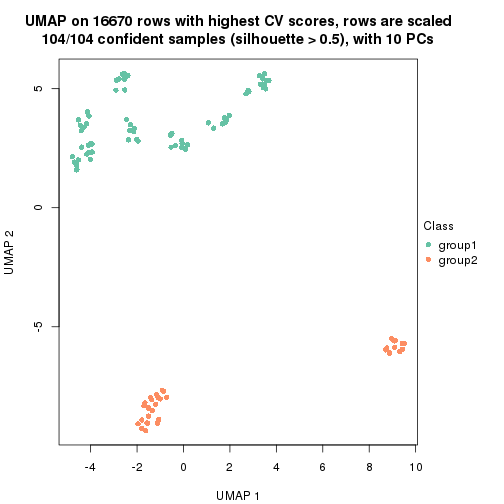 UMAP on 16670 rows with highest CV scores, rows are scaled
104/104 confident samples (silhouette > 0.5), with 10 PCs
5
0
-5
UMAP 2
-4 -2 0 2 4 6 8 10
UMAP 1
Class
group1
group2